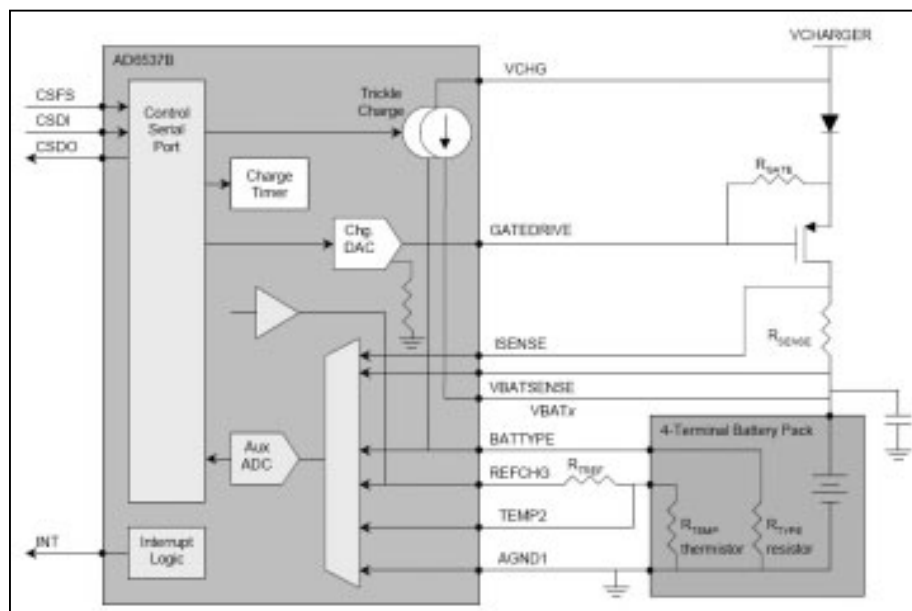 VCHARGER
AD6537B
VCHG
CSFS
CSDI
CSDO
Control
Serial
Port
Trickle
Charge
Charge
Timer
RGATE
Chg.
DAC
GATEDRIVE
ISENSE
RSENSE
VBATSENSE
VBATx
4-Terminal Battery Pack
BATTYPE
Aux
ADC
REFCHG
TEMP2
RTEMP
thermistor
RTYPE
resistor
INT
Interrupt
Logic
AGND1